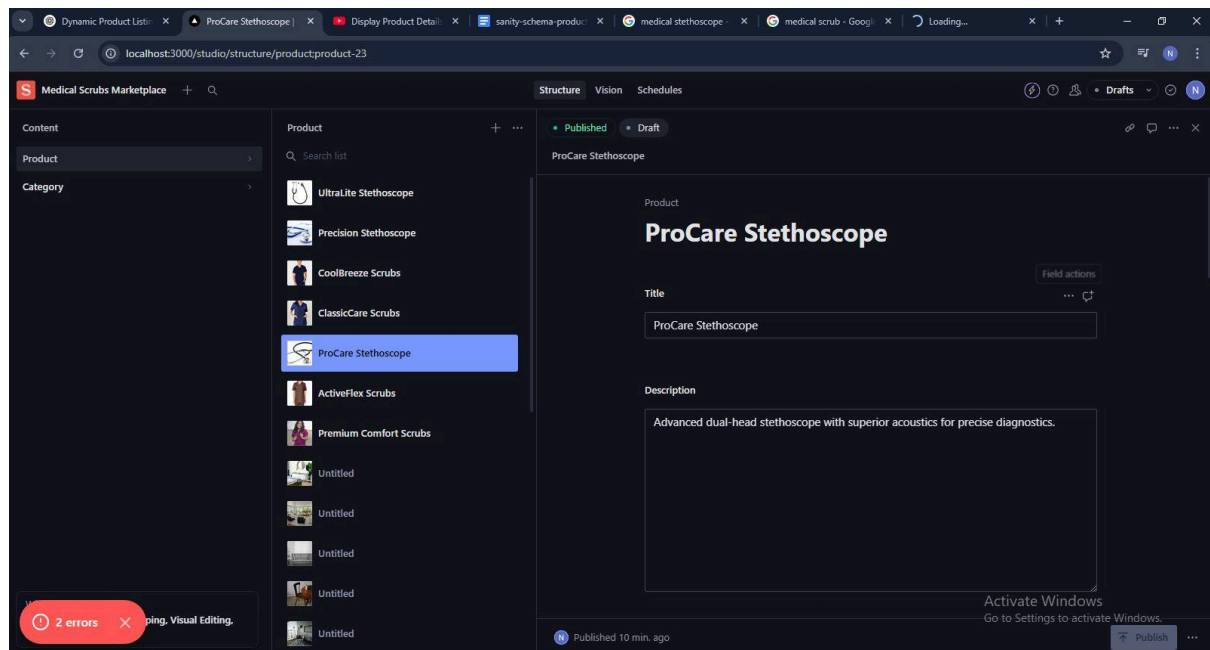 Dynamic Product Listin
ProCare Stethoscope |
Display Product Details
sanity-schema-product
medical stethoscope -
medical scrub - Google
Loading...
localhost:3000/studio/structure/product;product-23
N
S Medical Scrubs Marketplace
Structure Vision Schedules
Drafts
N
Content
Product
Category
Product
Search list
UltraLite Stethoscope
Precision Stethoscope
CoolBreeze Scrubs
ClassicCare Scrubs
ProCare Stethoscope
ActiveFlex Scrubs
Premium Comfort Scrubs
Untitled
Untitled
Untitled
Untitled
Untitled
Published Draft
ProCare Stethoscope
Product
ProCare Stethoscope
Field actions
Title
ProCare Stethoscope
Description
Advanced dual-head stethoscope with superior acoustics for precise diagnostics.
2 errors
ping, Visual Editing,
Activate Windows
Go to Settings to activate Windows.
N Published 10 min. ago
Publish